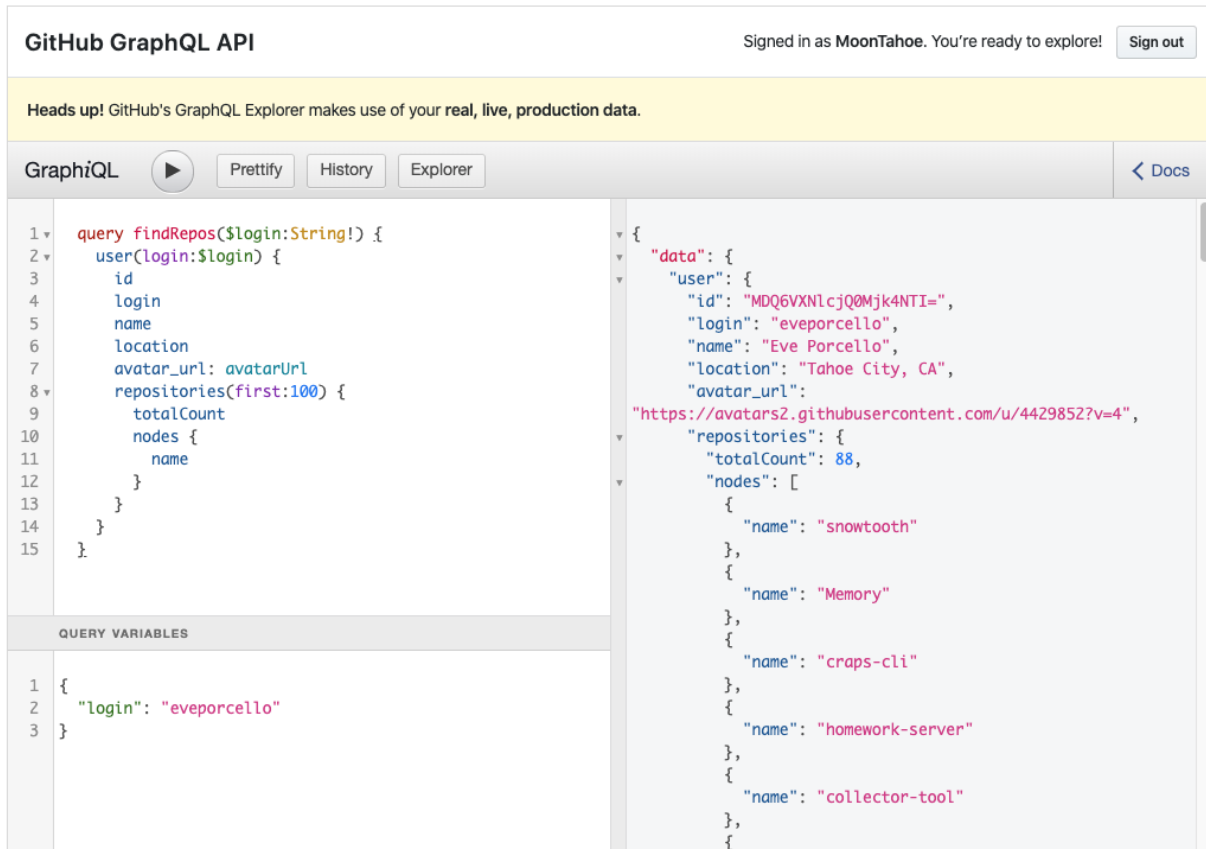 GitHub GraphQL API
Signed in as MoonTahoe. You're ready to explore!
Sign out
Heads up! GitHub's GraphQL Explorer makes use of your real, live, production data.
GraphiQL
Prettify
History
Explorer
Docs
1 query findRepos($login:String!) {
2 user(login:$login) {
3 id
4 login
5 name
6 location
7 avatar_url: avatarUrl
8 repositories(first:100) {
9 totalCount
10 nodes {
11 name
12 }
13 }
14 }
15 }
QUERY VARIABLES
1 {
2 "login": "eveporcello"
3 }
{
"data": {
"user": {
"id": "MDQ6VXNlcjQ0Mjk4NTI=",
"login": "eveporcello",
"name": "Eve Porcello",
"location": "Tahoe City, CA",
"avatar_url":
"https://avatars2.githubusercontent.com/u/4429852?v=4",
"repositories": {
"totalCount": 88,
"nodes": [
{
"name": "snowtooth"
},
{
"name": "Memory"
},
{
"name": "craps-cli"
},
{
"name": "homework-server"
},
{
"name": "collector-tool"
},
{